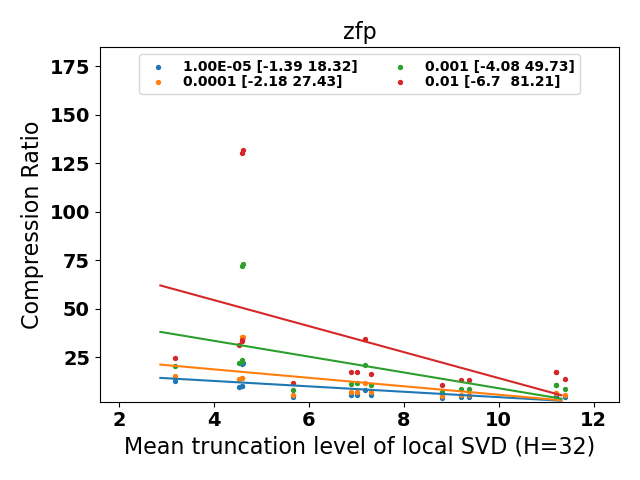 zfp
1.00E-05 [-1.39 18.32] 0.001 [-4.08 49.73]
0.0001 [-2.18 27.43] 0.01 [-6.7  81.21]
175
150
125
100
75
50
25
Compression Ratio
2 4 6 8 10 12
Mean truncation level of local SVD (H=32)